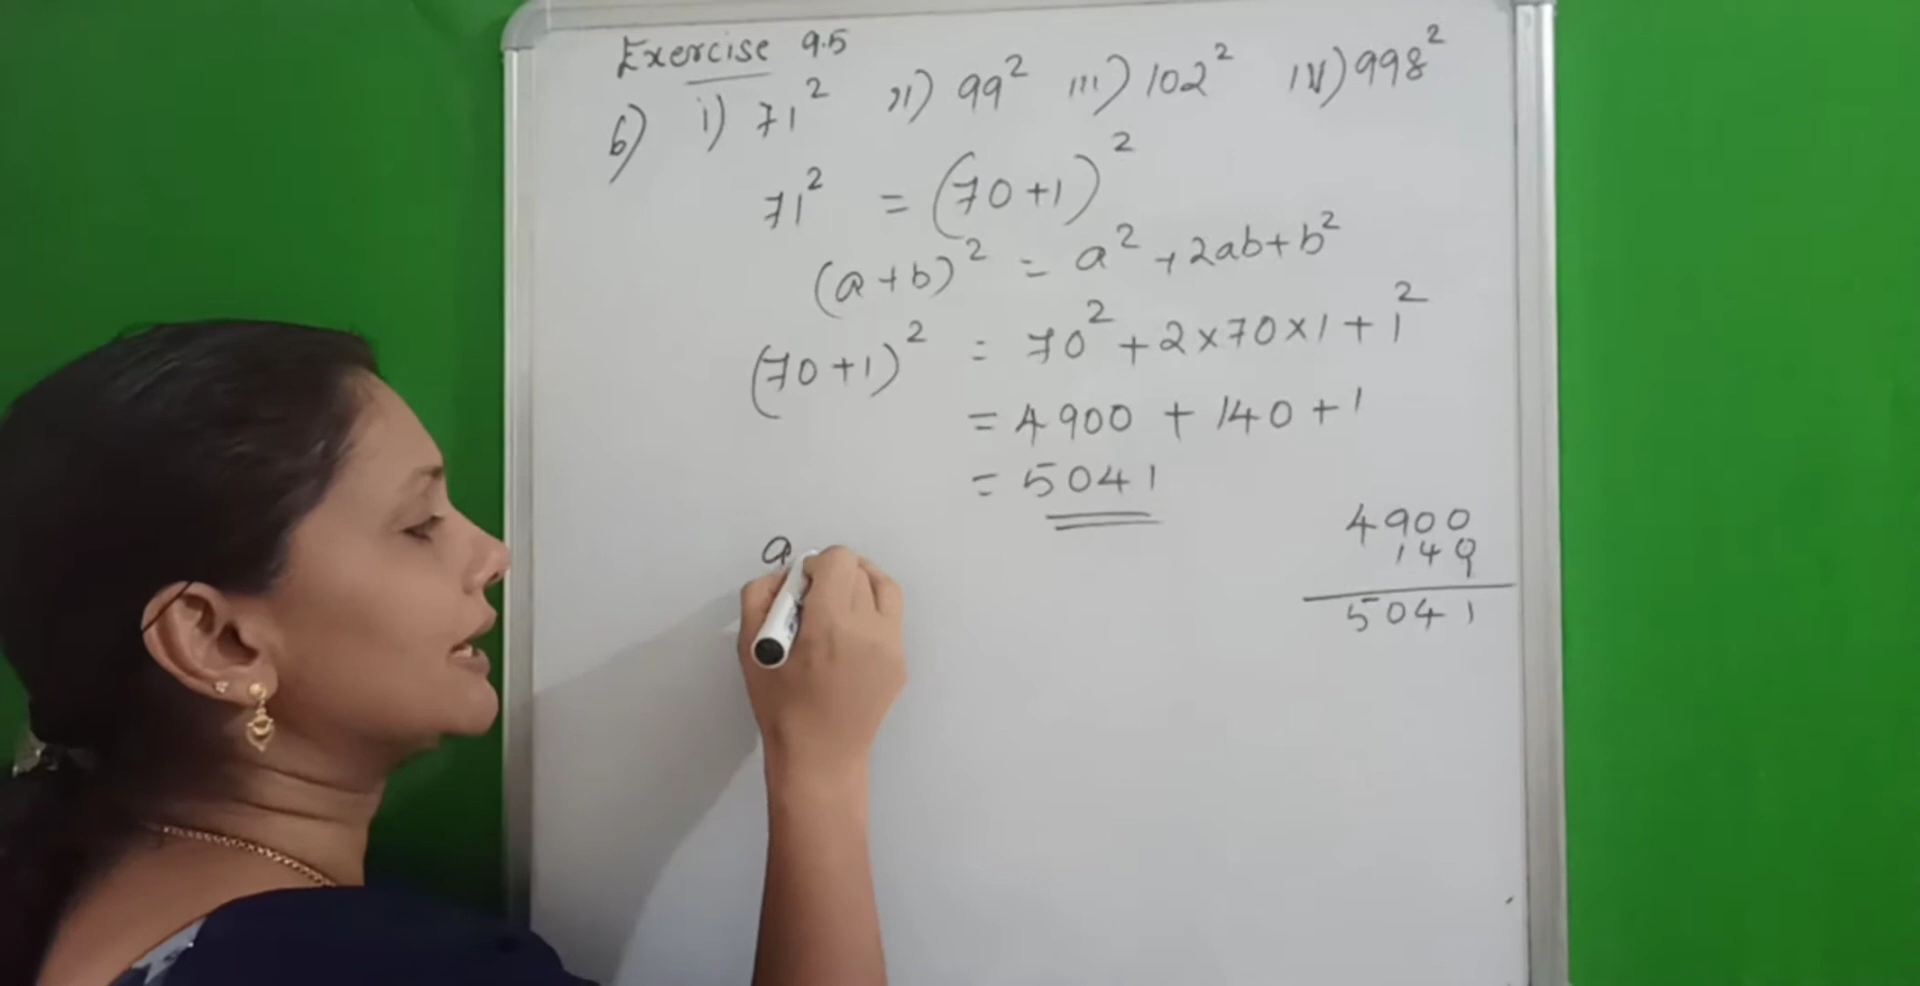 Exercise 9.5
6) i) 71² ii) 99² iii) 102² iv) 998²
71² = (70+1)²
(a+b)² = a² + 2ab + b²
(70+1)² = 70² + 2×70×1 + 1²
= 4900 + 140 + 1
= 5041
9
4900
149
5041